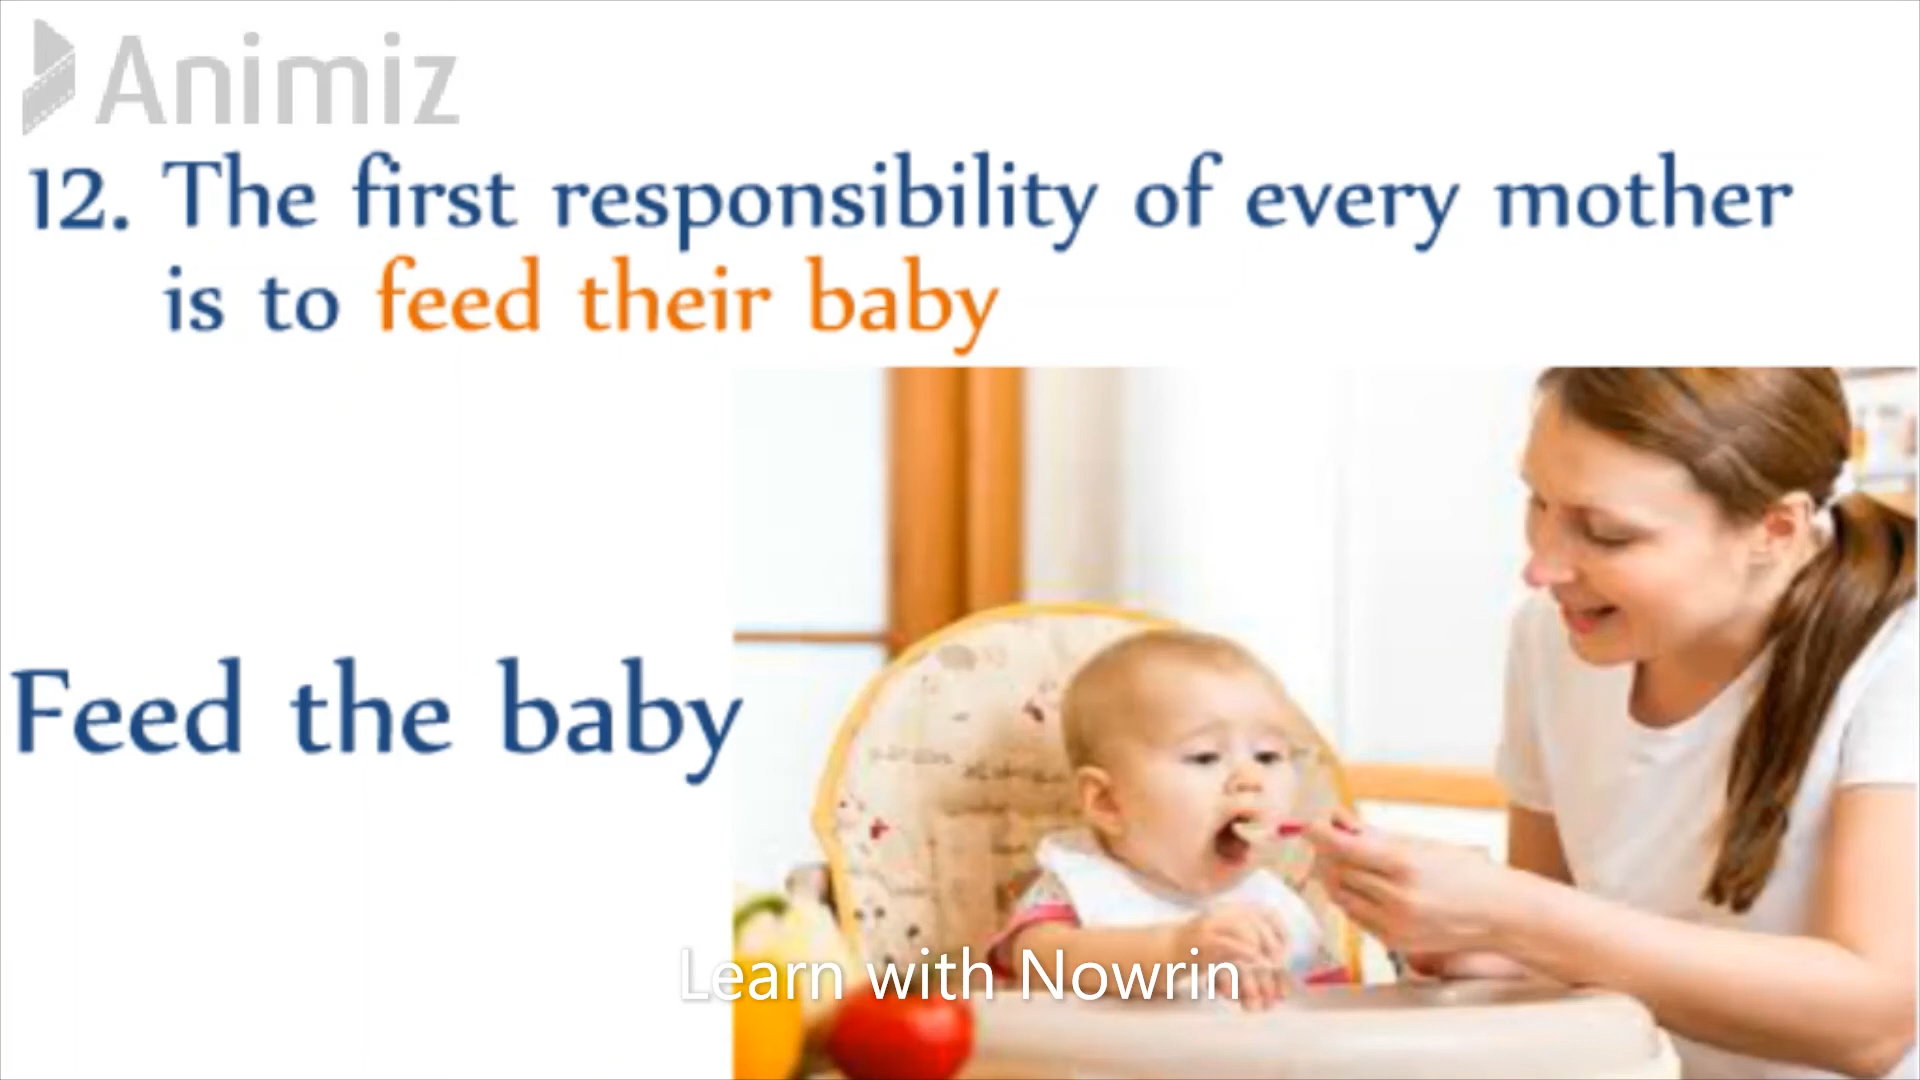 Animiz
12. The first responsibility of every mother
is to feed their baby
Feed the baby
Learn with Nowrin